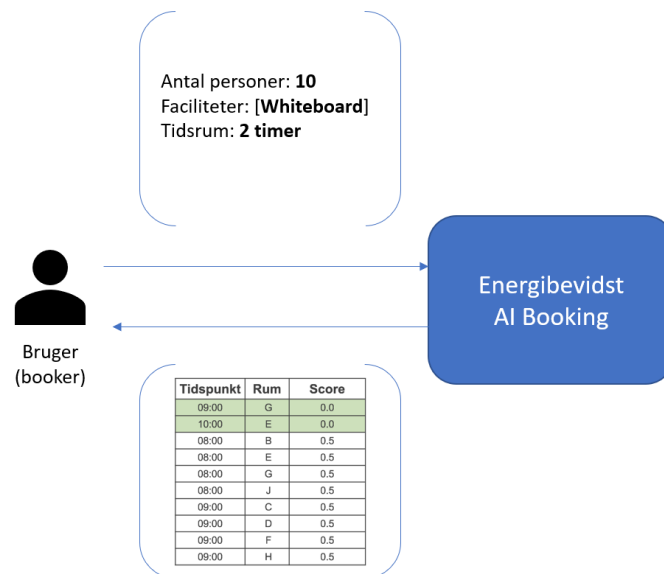 Antal personer: 10
Faciliteter: [Whiteboard]
Tidsrum: 2 timer
Energibevidst
AI Booking
Bruger
(booker)
Tidspunkt Rum Score
09:00 G 0.0
10:00 E 0.0
08:00 B 0.5
08:00 E 0.5
08:00 G 0.5
08:00 J 0.5
09:00 C 0.5
09:00 D 0.5
09:00 F 0.5
09:00 H 0.5